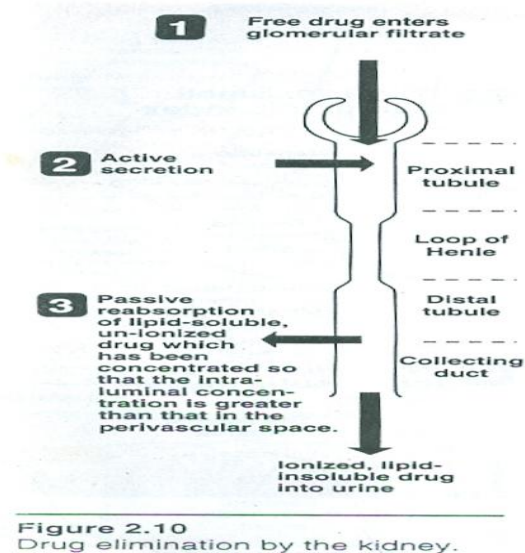 1
Free drug enters
glomerular filtrate
2
Active
secretion
Proximal
tubule
Loop of
Henle
Distal
tubule
3
Passive
reabsorption
of lipid-soluble,
un-ionized
drug which
has been
concentrated so
that the intra-
luminal concen-
tration is greater
than that in the
perivascular space.
Collecting
duct
Ionized, lipid-
insoluble drug
into urine
Figure 2.10
Drug elimination by the kidney.